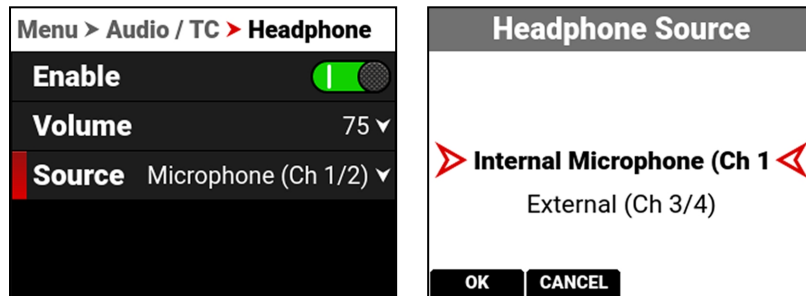 Menu > Audio / TC > Headphone
Enable
Volume 75
Source Microphone (Ch 1/2)
Headphone Source
Internal Microphone (Ch 1
External (Ch 3/4)
OK CANCEL